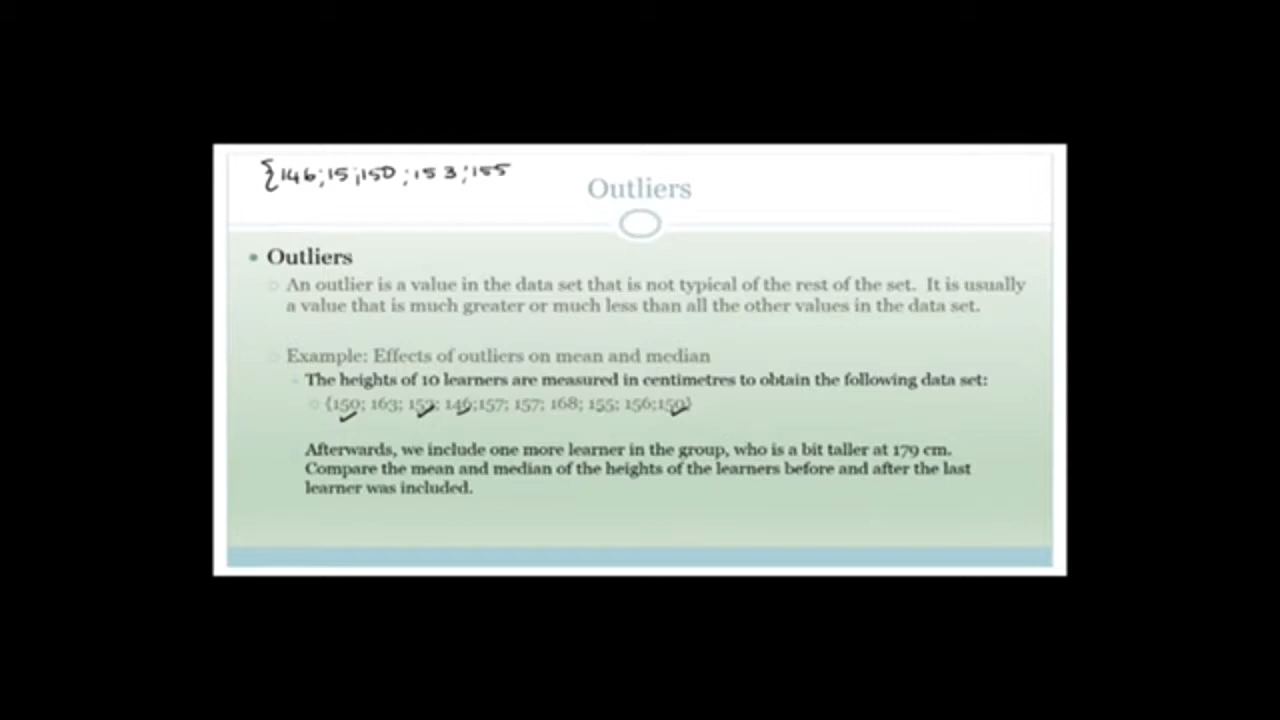 {146;15;150;153;155
Outliers
Outliers
An outlier is a value in the data set that is not typical of the rest of the set. It is usually
a value that is much greater or much less than all the other values in the data set.
Example: Effects of outliers on mean and median
The heights of 10 learners are measured in centimetres to obtain the following data set:
{150; 163; 153; 146;157; 157; 168; 155; 156;150}
Afterwards, we include one more learner in the group, who is a bit taller at 179 cm.
Compare the mean and median of the heights of the learners before and after the last
learner was included.